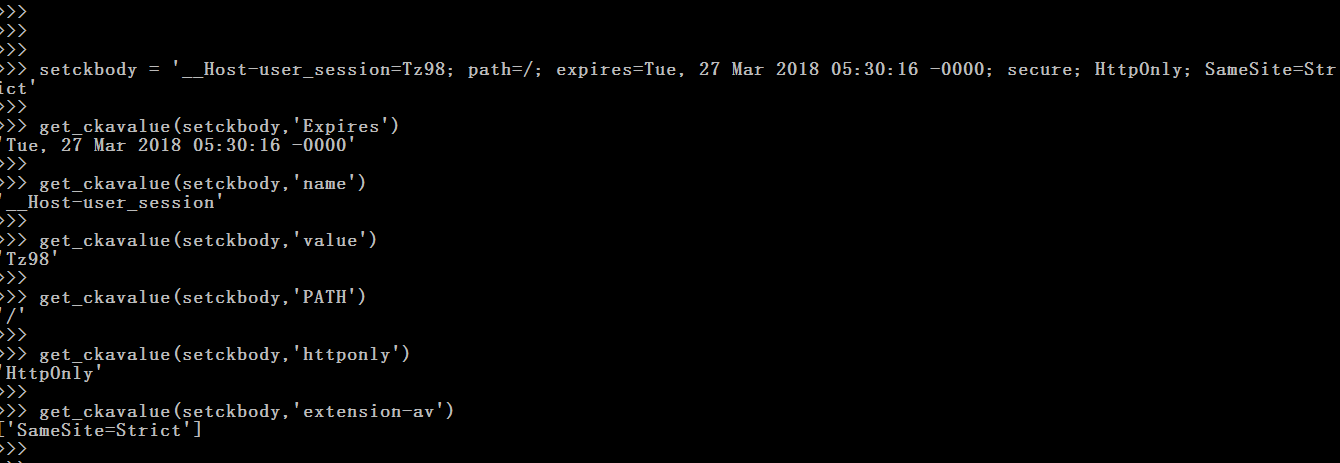 >>>
>>>
>>>
>>> setckbody = '__Host-user_session=Tz98; path=/; expires=Tue, 27 Mar 2018 05:30:16 -0000; secure; HttpOnly; SameSite=Str
ict'
>>>
>>> get_ckavalue(setckbody,'Expires')
'Tue, 27 Mar 2018 05:30:16 -0000'
>>>
>>> get_ckavalue(setckbody,'name')
'__Host-user_session'
>>>
>>> get_ckavalue(setckbody,'value')
'Tz98'
>>>
>>> get_ckavalue(setckbody,'PATH')
'/'
>>>
>>> get_ckavalue(setckbody,'httponly')
'HttpOnly'
>>>
>>> get_ckavalue(setckbody,'extension-av')
['SameSite=Strict']
>>>
>>>